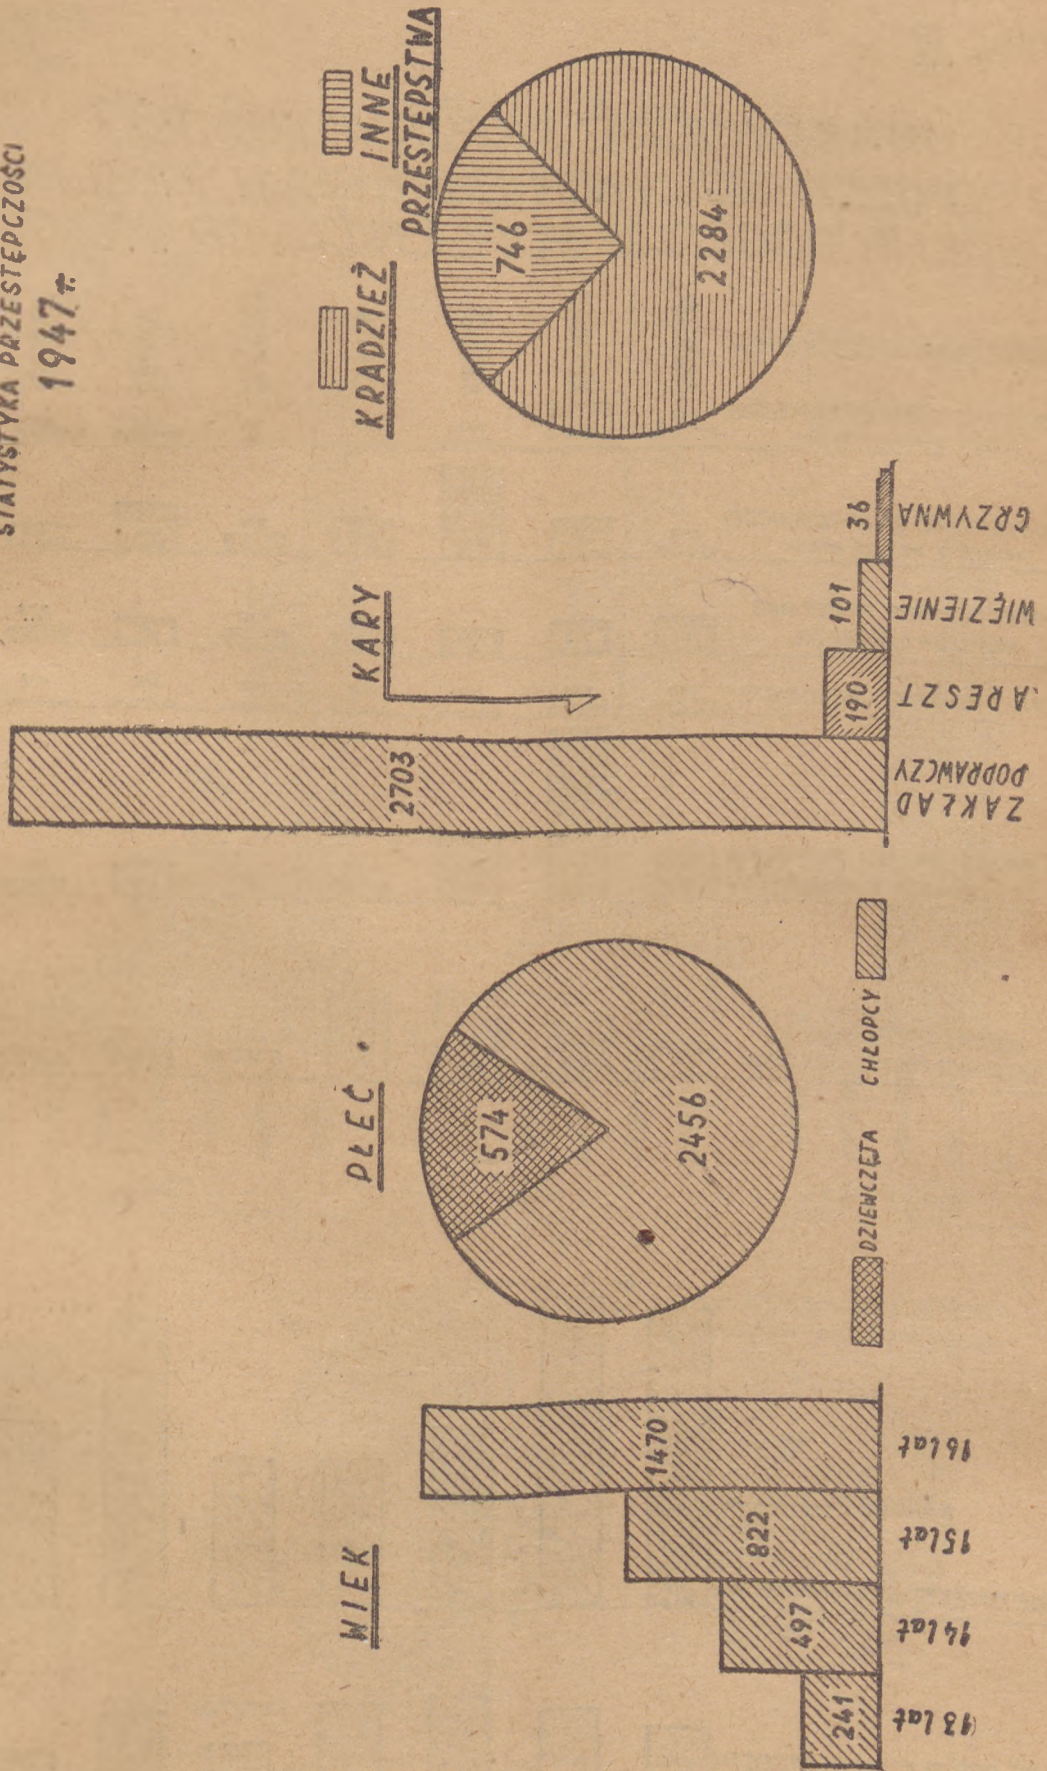 STATYSTYKA PRZESTĘPCZOŚCI
1947 r.
WIEK
241
497
822
1470
13 lat
14 lat
15 lat
16 lat
PŁEĆ
574
2456
DZIEWCZĘTA
CHŁOPCY
KARY
2703
190
101
36
ZAKŁAD
POPRAWCZY
ARESZT
WIĘZIENIE
GRZYWNA
KRADZIEŻ
INNE
PRZESTEPSTWA
746
2284